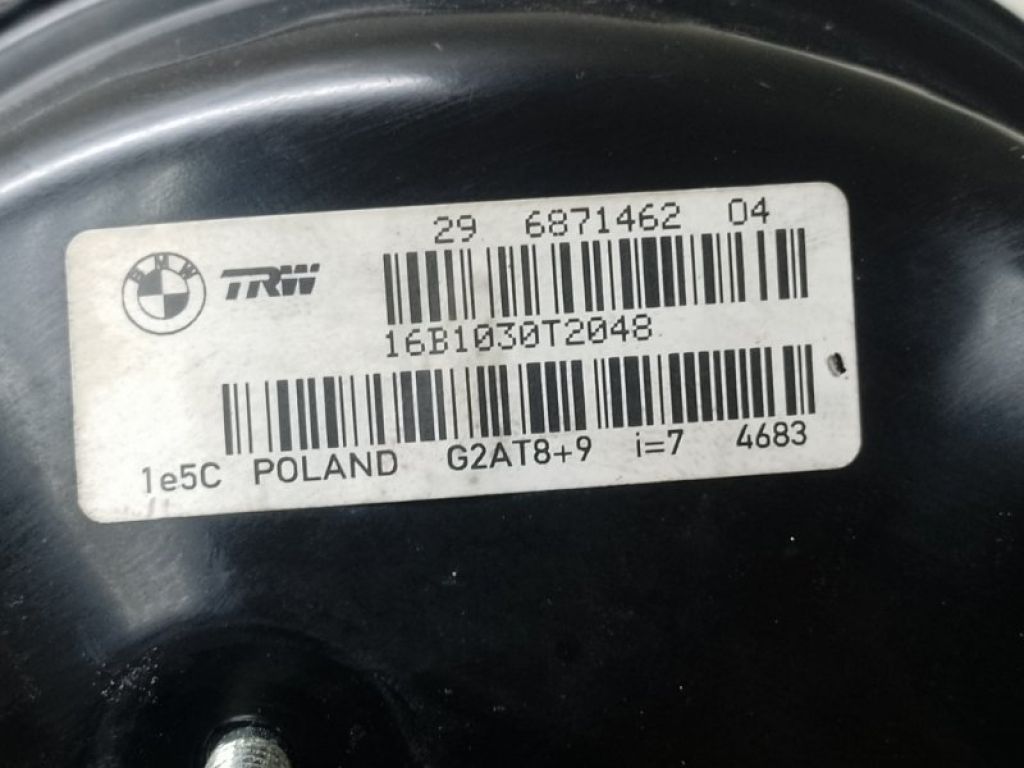 29 6871462 04
BMW TRW
16B1030T2048
1e5C POLAND G2AT8+9 i=7 4683